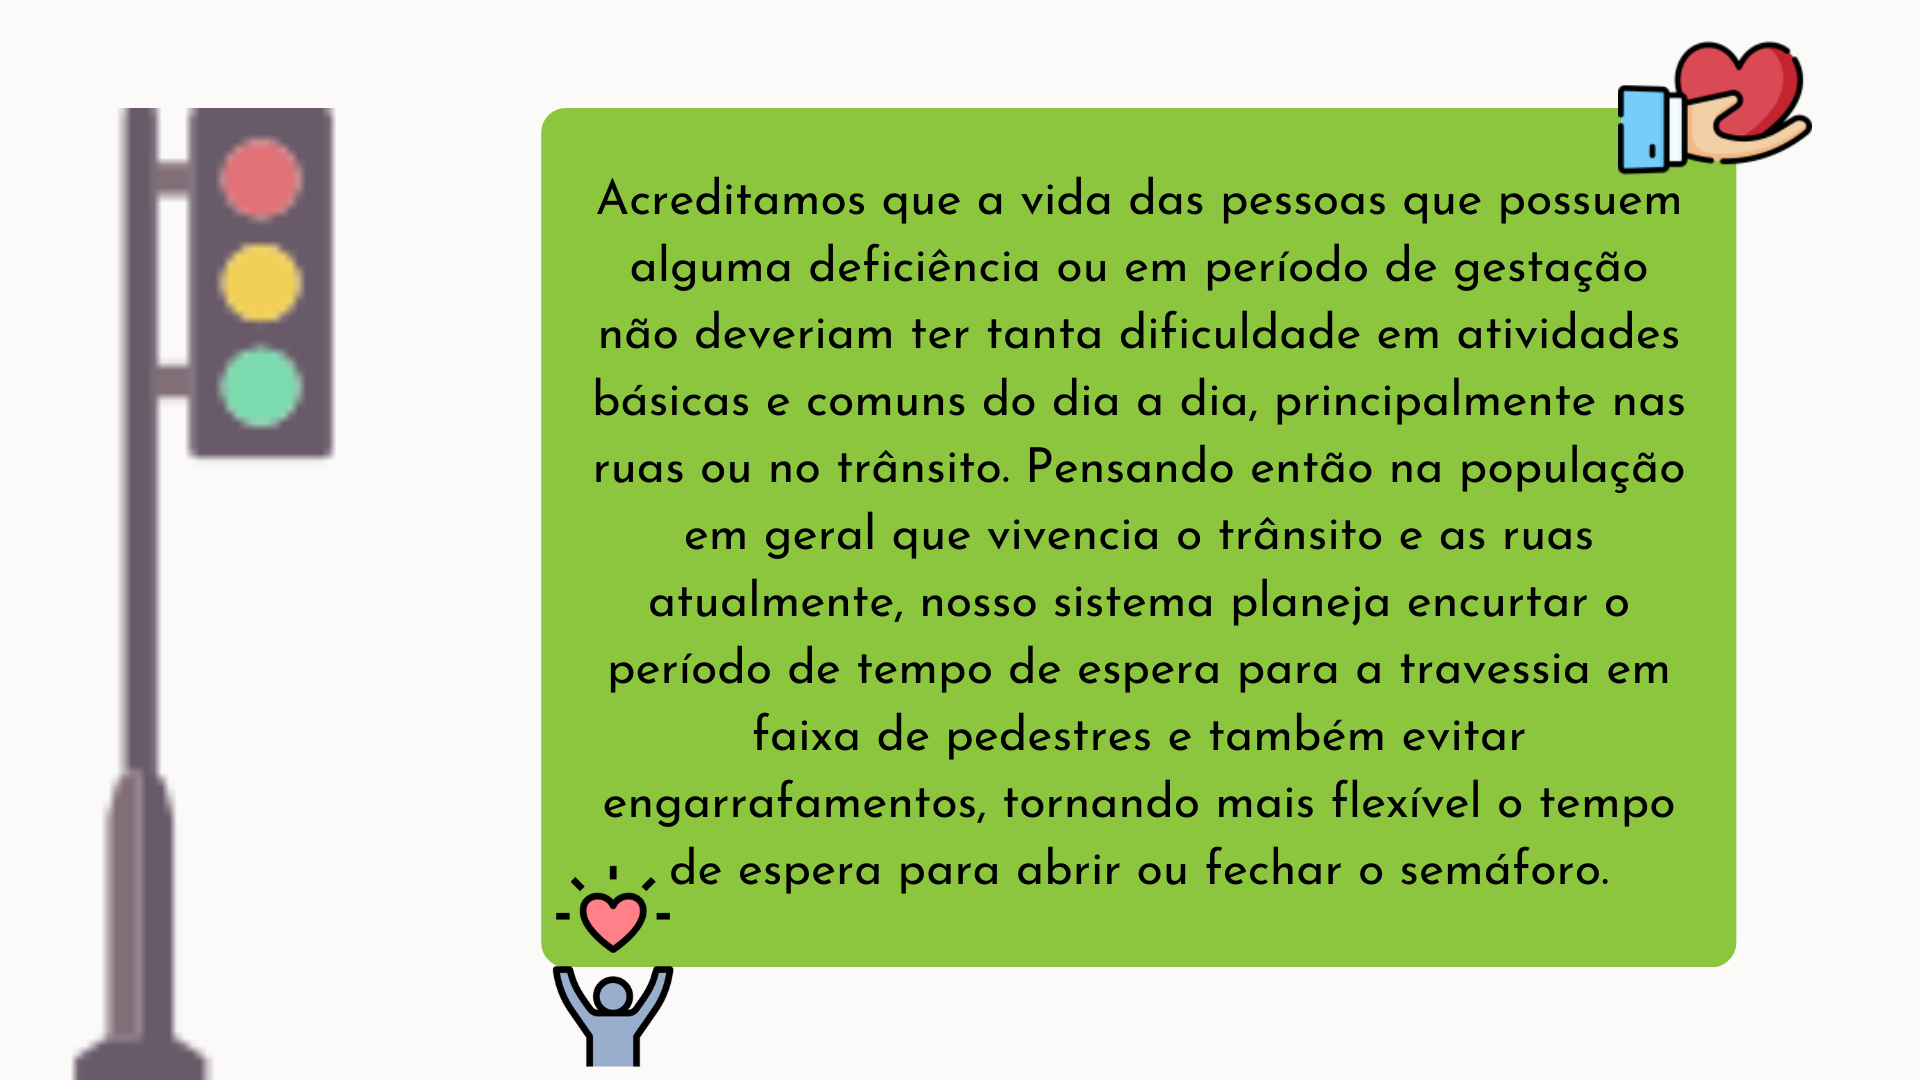 Acreditamos que a vida das pessoas que possuem
alguma deficiência ou em período de gestação
não deveriam ter tanta dificuldade em atividades
básicas e comuns do dia a dia, principalmente nas
ruas ou no trânsito. Pensando então na população
em geral que vivencia o trânsito e as ruas
atualmente, nosso sistema planeja encurtar o
período de tempo de espera para a travessia em
faixa de pedestres e também evitar
engarrafamentos, tornando mais flexível o tempo
de espera para abrir ou fechar o semáforo.